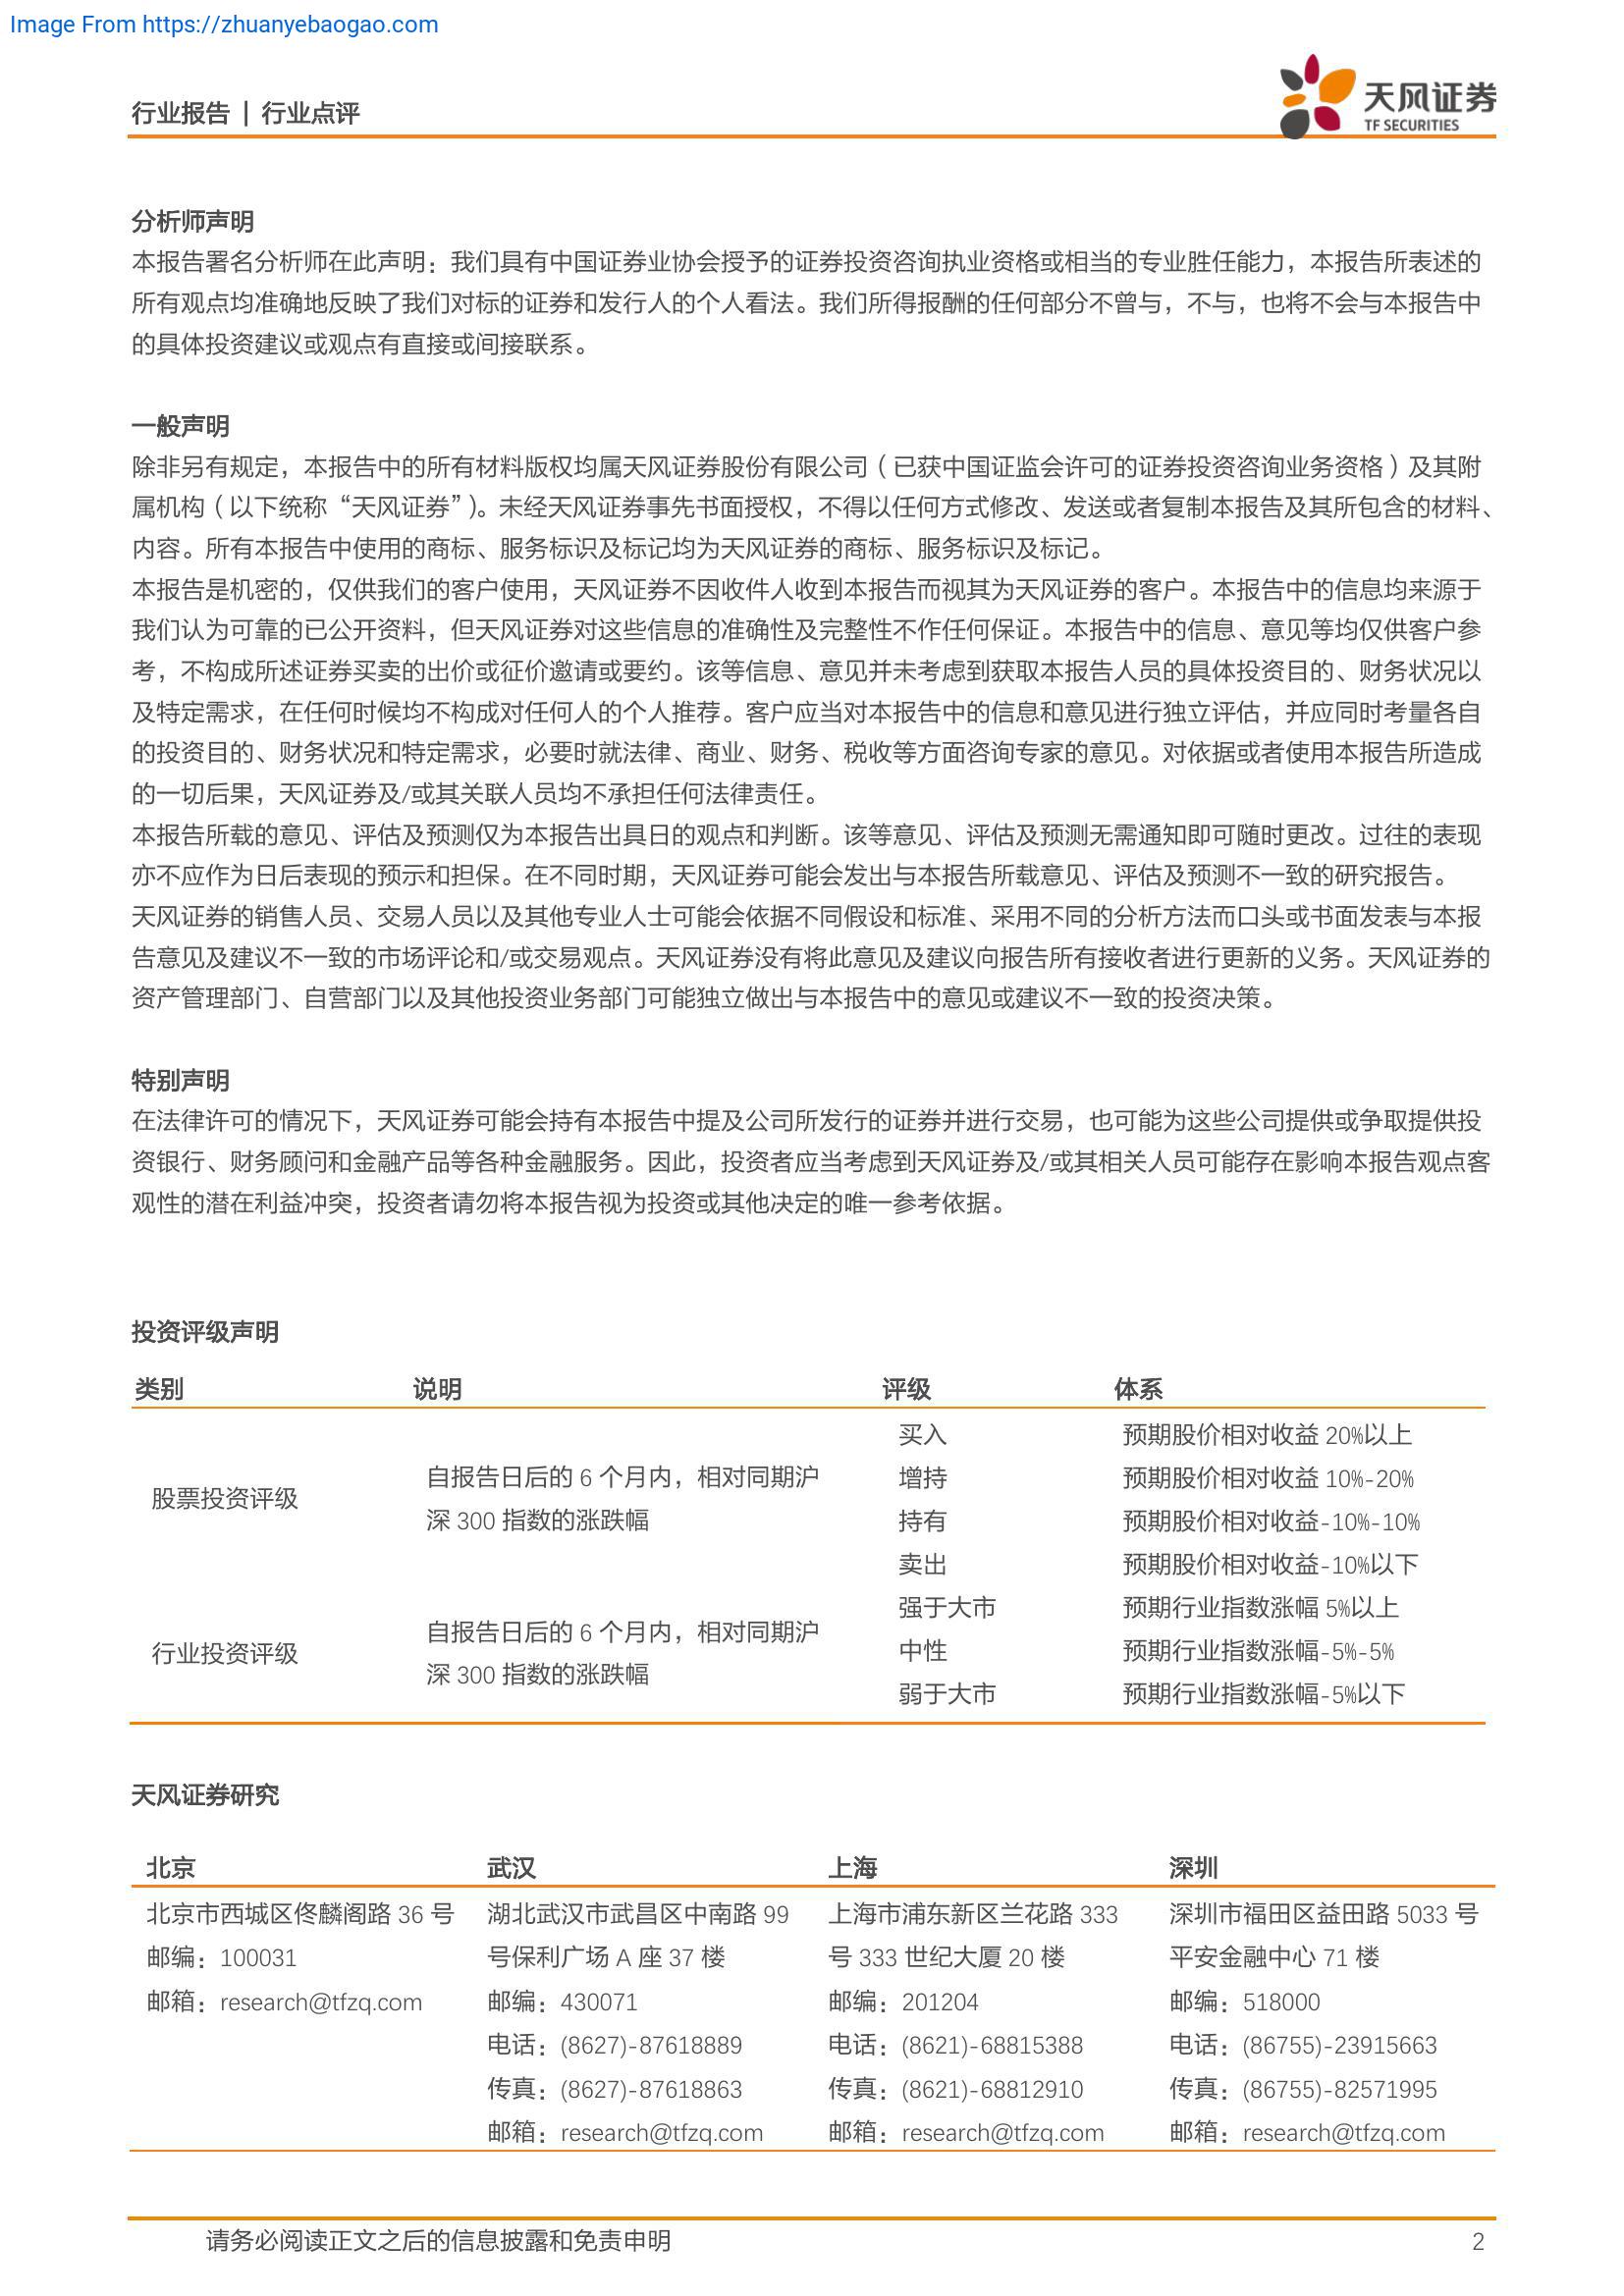 Image From https://zhuanyebaogao.com
行业报告 | 行业点评
天风证券
TF SECURITIES
分析师声明
本报告署名分析师在此声明：我们具有中国证券业协会授予的证券投资咨询执业资格或相当的专业胜任能力，本报告所表述的
所有观点均准确地反映了我们对标的证券和发行人的个人看法。我们所得报酬的任何部分不曾与，不与，也将不会与本报告中
的具体投资建议或观点有直接或间接联系。
一般声明
除非另有规定，本报告中的所有材料版权均属天风证券股份有限公司（已获中国证监会许可的证券投资咨询业务资格）及其附
属机构（以下统称“天风证券”）。未经天风证券事先书面授权，不得以任何方式修改、发送或者复制本报告及其所包含的材料、
内容。所有本报告中使用的商标、服务标识及标记均为天风证券的商标、服务标识及标记。
本报告是机密的，仅供我们的客户使用，天风证券不因收件人收到本报告而视其为天风证券的客户。本报告中的信息均来源于
我们认为可靠的已公开资料，但天风证券对这些信息的准确性及完整性不作任何保证。本报告中的信息、意见等均仅供客户参
考，不构成所述证券买卖的出价或征价邀请或要约。该等信息、意见并未考虑到获取本报告人员的具体投资目的、财务状况以
及特定需求，在任何时候均不构成对任何人的个人推荐。客户应当对本报告中的信息和意见进行独立评估，并应同时考量各自
的投资目的、财务状况和特定需求，必要时就法律、商业、财务、税收等方面咨询专家的意见。对依据或者使用本报告所造成
的一切后果，天风证券及/或其关联人员均不承担任何法律责任。
本报告所载的意见、评估及预测仅为本报告出具日的观点和判断。该等意见、评估及预测无需通知即可随时更改。过往的表现
亦不应作为日后表现的预示和担保。在不同时期，天风证券可能会发出与本报告所载意见、评估及预测不一致的研究报告。
天风证券的销售人员、交易人员以及其他专业人士可能会依据不同假设和标准、采用不同的分析方法而口头或书面发表与本报
告意见及建议不一致的市场评论和/或交易观点。天风证券没有将此意见及建议向报告所有接收者进行更新的义务。天风证券的
资产管理部门、自营部门以及其他投资业务部门可能独立做出与本报告中的意见或建议不一致的投资决策。
特别声明
在法律许可的情况下，天风证券可能会持有本报告中提及公司所发行的证券并进行交易，也可能为这些公司提供或争取提供投
资银行、财务顾问和金融产品等各种金融服务。因此，投资者应当考虑到天风证券及/或其相关人员可能存在影响本报告观点客
观性的潜在利益冲突，投资者请勿将本报告视为投资或其他决定的唯一参考依据。
投资评级声明
类别 说明 评级 体系
股票投资评级
自报告日后的 6 个月内，相对同期沪
深 300 指数的涨跌幅
买入 预期股价相对收益 20%以上
增持 预期股价相对收益 10%-20%
持有 预期股价相对收益-10%-10%
卖出 预期股价相对收益-10%以下
行业投资评级
自报告日后的 6 个月内，相对同期沪
深 300 指数的涨跌幅
强于大市 预期行业指数涨幅 5%以上
中性 预期行业指数涨幅-5%-5%
弱于大市 预期行业指数涨幅-5%以下
天风证券研究
北京
北京市西城区佟麟阁路 36 号
邮编：100031
邮箱：research@tfzq.com
武汉
湖北武汉市武昌区中南路 99
号保利广场 A 座 37 楼
邮编：430071
电话：(8627)-87618889
传真：(8627)-87618863
邮箱：research@tfzq.com
上海
上海市浦东新区兰花路 333
号 333 世纪大厦 20 楼
邮编：201204
电话：(8621)-68815388
传真：(8621)-68812910
邮箱：research@tfzq.com
深圳
深圳市福田区益田路 5033 号
平安金融中心 71 楼
邮编：518000
电话：(86755)-23915663
传真：(86755)-82571995
邮箱：research@tfzq.com
请务必阅读正文之后的信息披露和免责申明
2